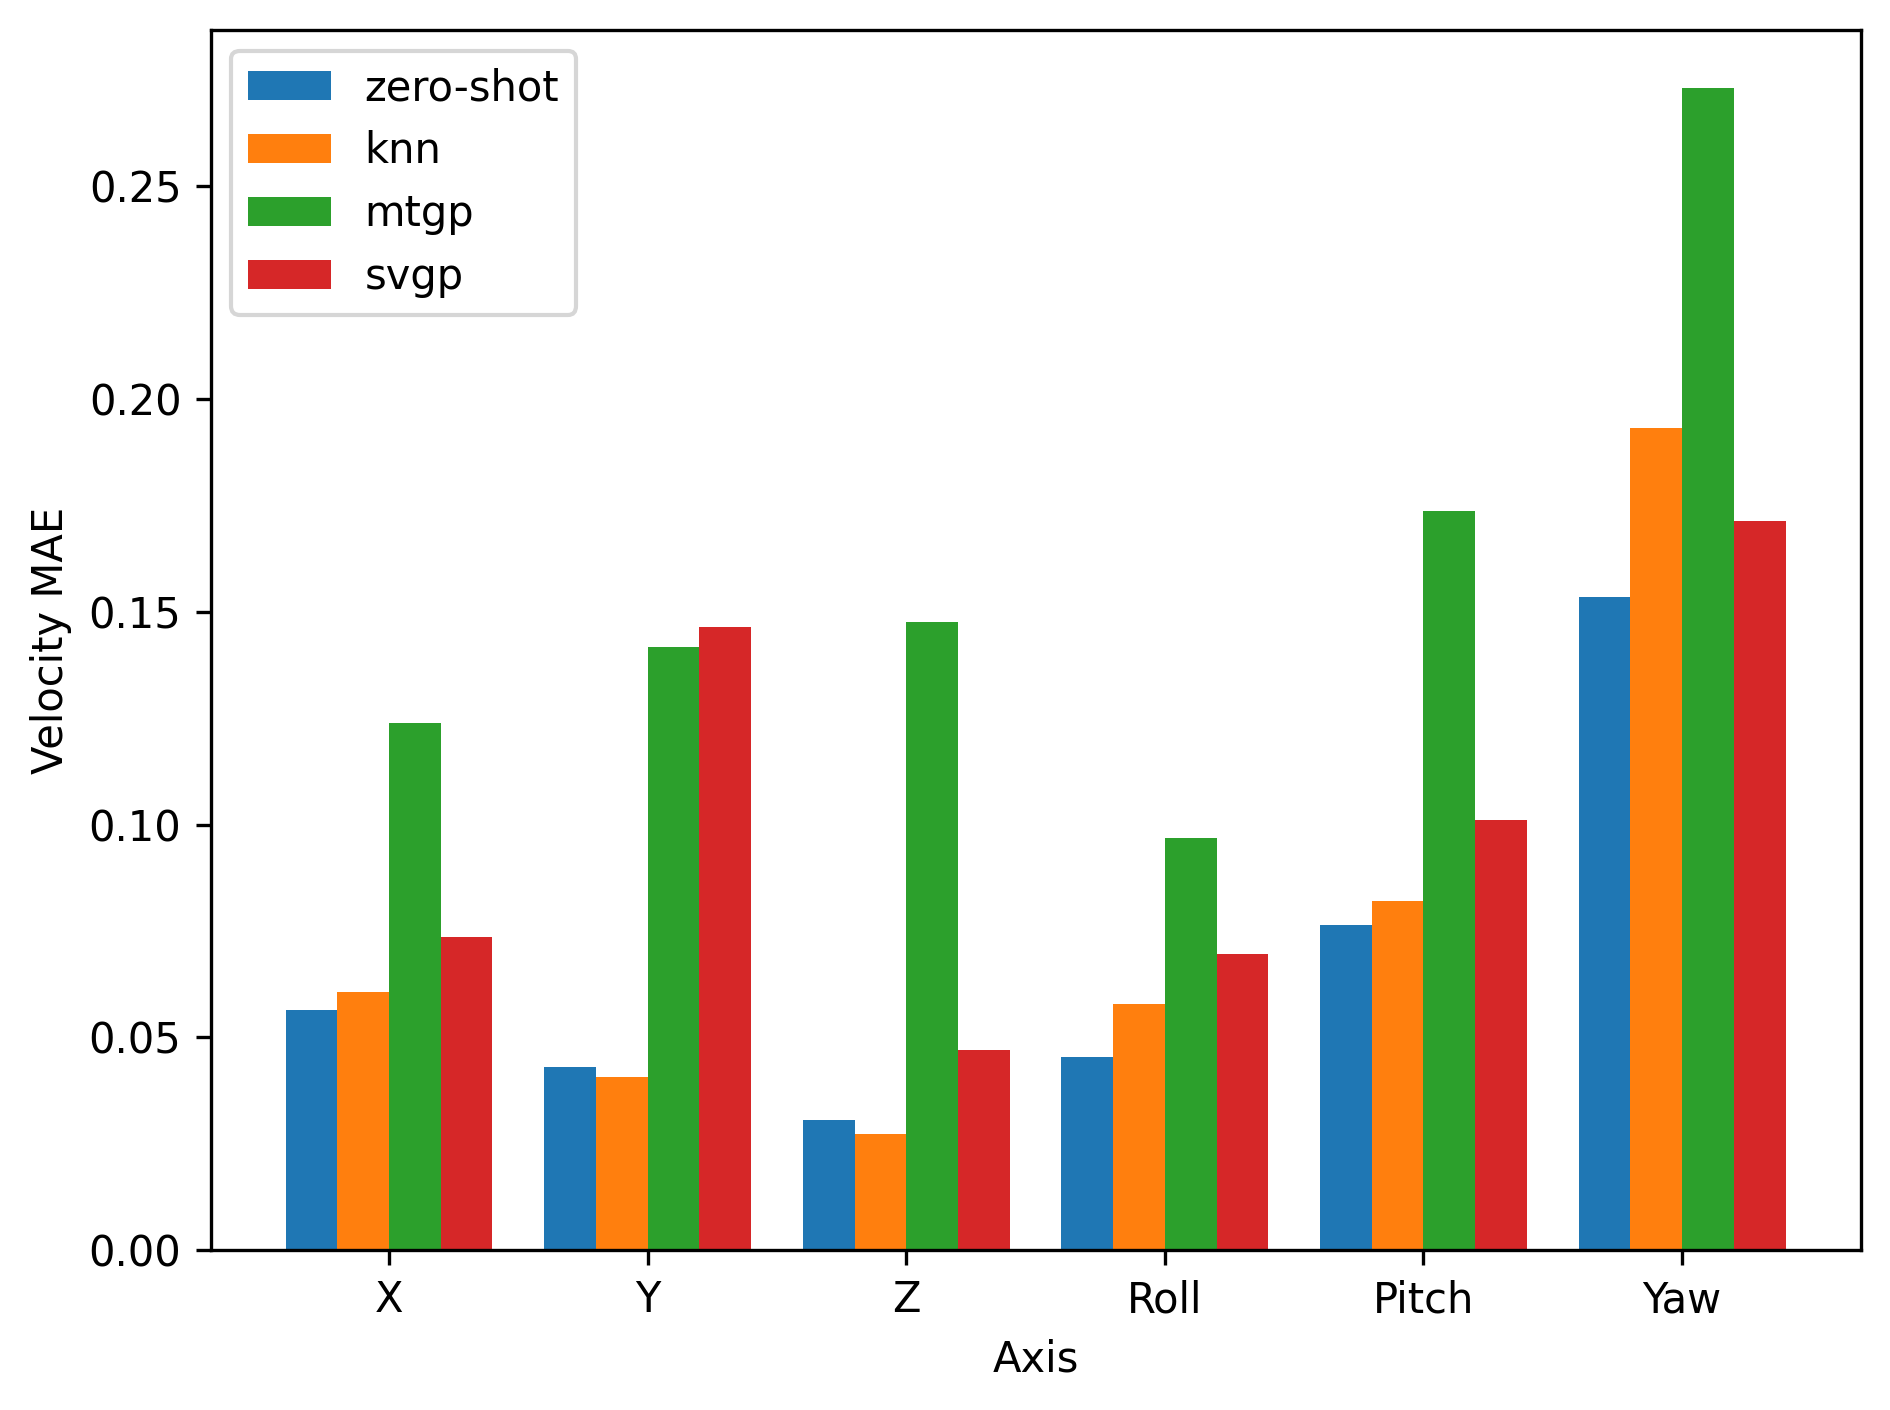 zero-shot
knn
mtgp
svgp
0.25
0.20
0.15
0.10
0.05
0.00
Velocity MAE
X Y Z Roll Pitch Yaw
Axis